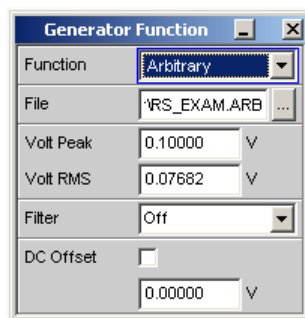 Generator Function
Function Arbitrary
File \RS_EXAM.ARB ...
Volt Peak 0.10000 V
Volt RMS 0.07682 V
Filter Off
DC Offset
0.00000 V